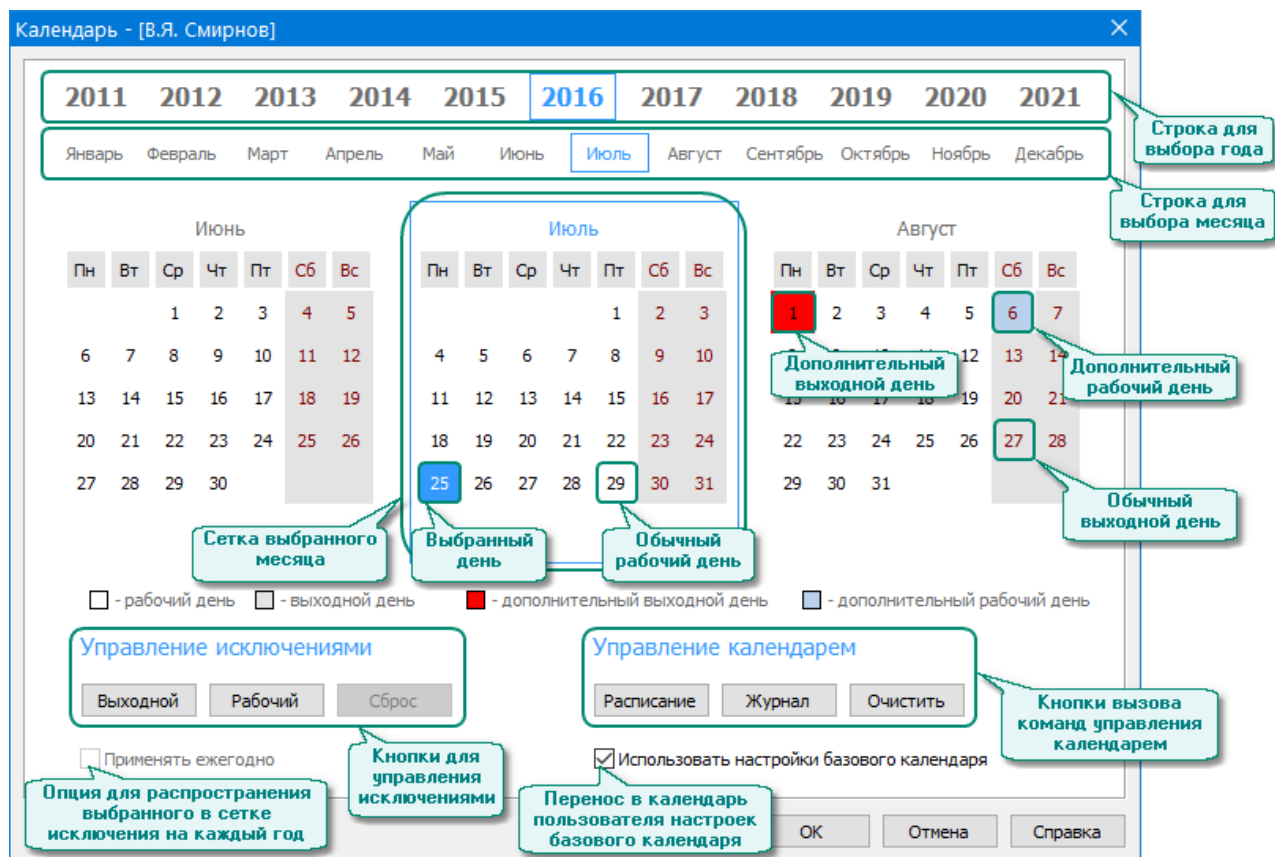 Календарь - [В.Я. Смирнов]
2011 2012 2013 2014 2015 2016 2017 2018 2019 2020 2021
Строка для
выбора года
Январь Февраль Март Апрель Май Июнь Июль Август Сентябрь Октябрь Ноябрь Декабрь
Строка для
выбора месяца
Июнь
Пн Вт Ср Чт Пт Сб Вс
1 2 3 4 5
6 7 8 9 10 11 12
13 14 15 16 17 18 19
20 21 22 23 24 25 26
27 28 29 30
Июль
Пн Вт Ср Чт Пт Сб Вс
1 2 3
4 5 6 7 8 9 10
11 12 13 14 15 16 17
18 19 20 21 22 23 24
25 26 27 28 29 30 31
Август
Пн Вт Ср Чт Пт Сб Вс
1 2 3 4 5 6 7
12 13 14
19 20 21
22 23 24 25 26 27 28
29 30 31
Дополнительный
выходной день
Дополнительный
рабочий день
Обычный
выходной день
Сетка выбранного
месяца
Выбранный
день
Обычный
рабочий день
- рабочий день - выходной день - дополнительный выходной день - дополнительный рабочий день
Управление исключениями
Выходной Рабочий Сброс
Управление календарем
Расписание Журнал Очистить
Кнопки вызова
команд управления
календарем
Применять ежегодно
Кнопки для
управления
исключениями
Использовать настройки базового календаря
Опция для распространения
выбранного в сетке
исключения на каждый год
Перенос в календарь
пользователя настроек
базового календаря
ОК Отмена Справка